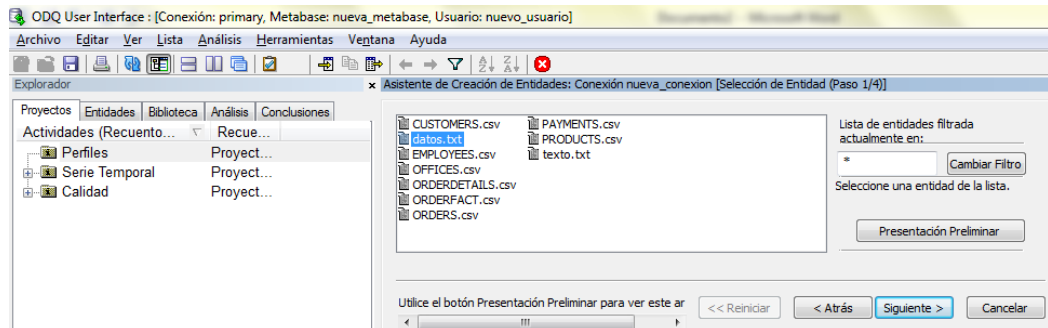 ODQ User Interface : [Conexión: primary, Metabase: nueva_metabase, Usuario: nuevo_usuario]
Archivo Editar Ver Lista Análisis Herramientas Ventana Ayuda
Explorador
x
Asistente de Creación de Entidades: Conexión nueva_conexion [Selección de Entidad (Paso 1/4)]
Proyectos Entidades Biblioteca Análisis Conclusiones
Actividades (Recuento... Recue...
Perfiles Proyect...
Serie Temporal Proyect...
Calidad Proyect...
CUSTOMERS.csv PAYMENTS.csv
datos.txt PRODUCTS.csv
EMPLOYEES.csv texto.txt
OFFICES.csv
ORDERDETAILS.csv
ORDERFACT.csv
ORDERS.csv
Lista de entidades filtrada
actualmente en:
* Cambiar Filtro
Seleccione una entidad de la lista.
Presentación Preliminar
Utilice el botón Presentación Preliminar para ver este ar
<< Reiniciar < Atrás Siguiente > Cancelar